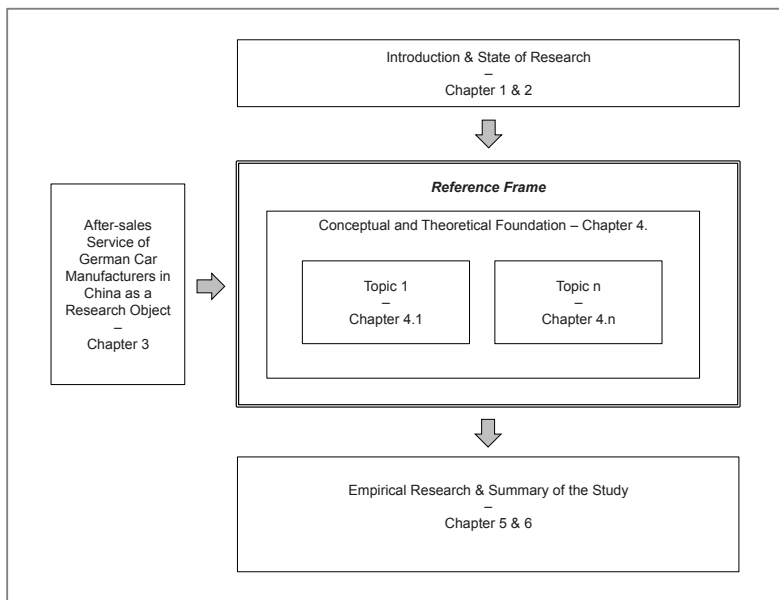 Introduction & State of Research
–
Chapter 1 & 2
Reference Frame
After-sales
Service of
German Car
Manufacturers in
China as a
Research Object
–
Chapter 3
Conceptual and Theoretical Foundation – Chapter 4.
Topic 1
–
Chapter 4.1
Topic n
–
Chapter 4.n
Empirical Research & Summary of the Study
–
Chapter 5 & 6